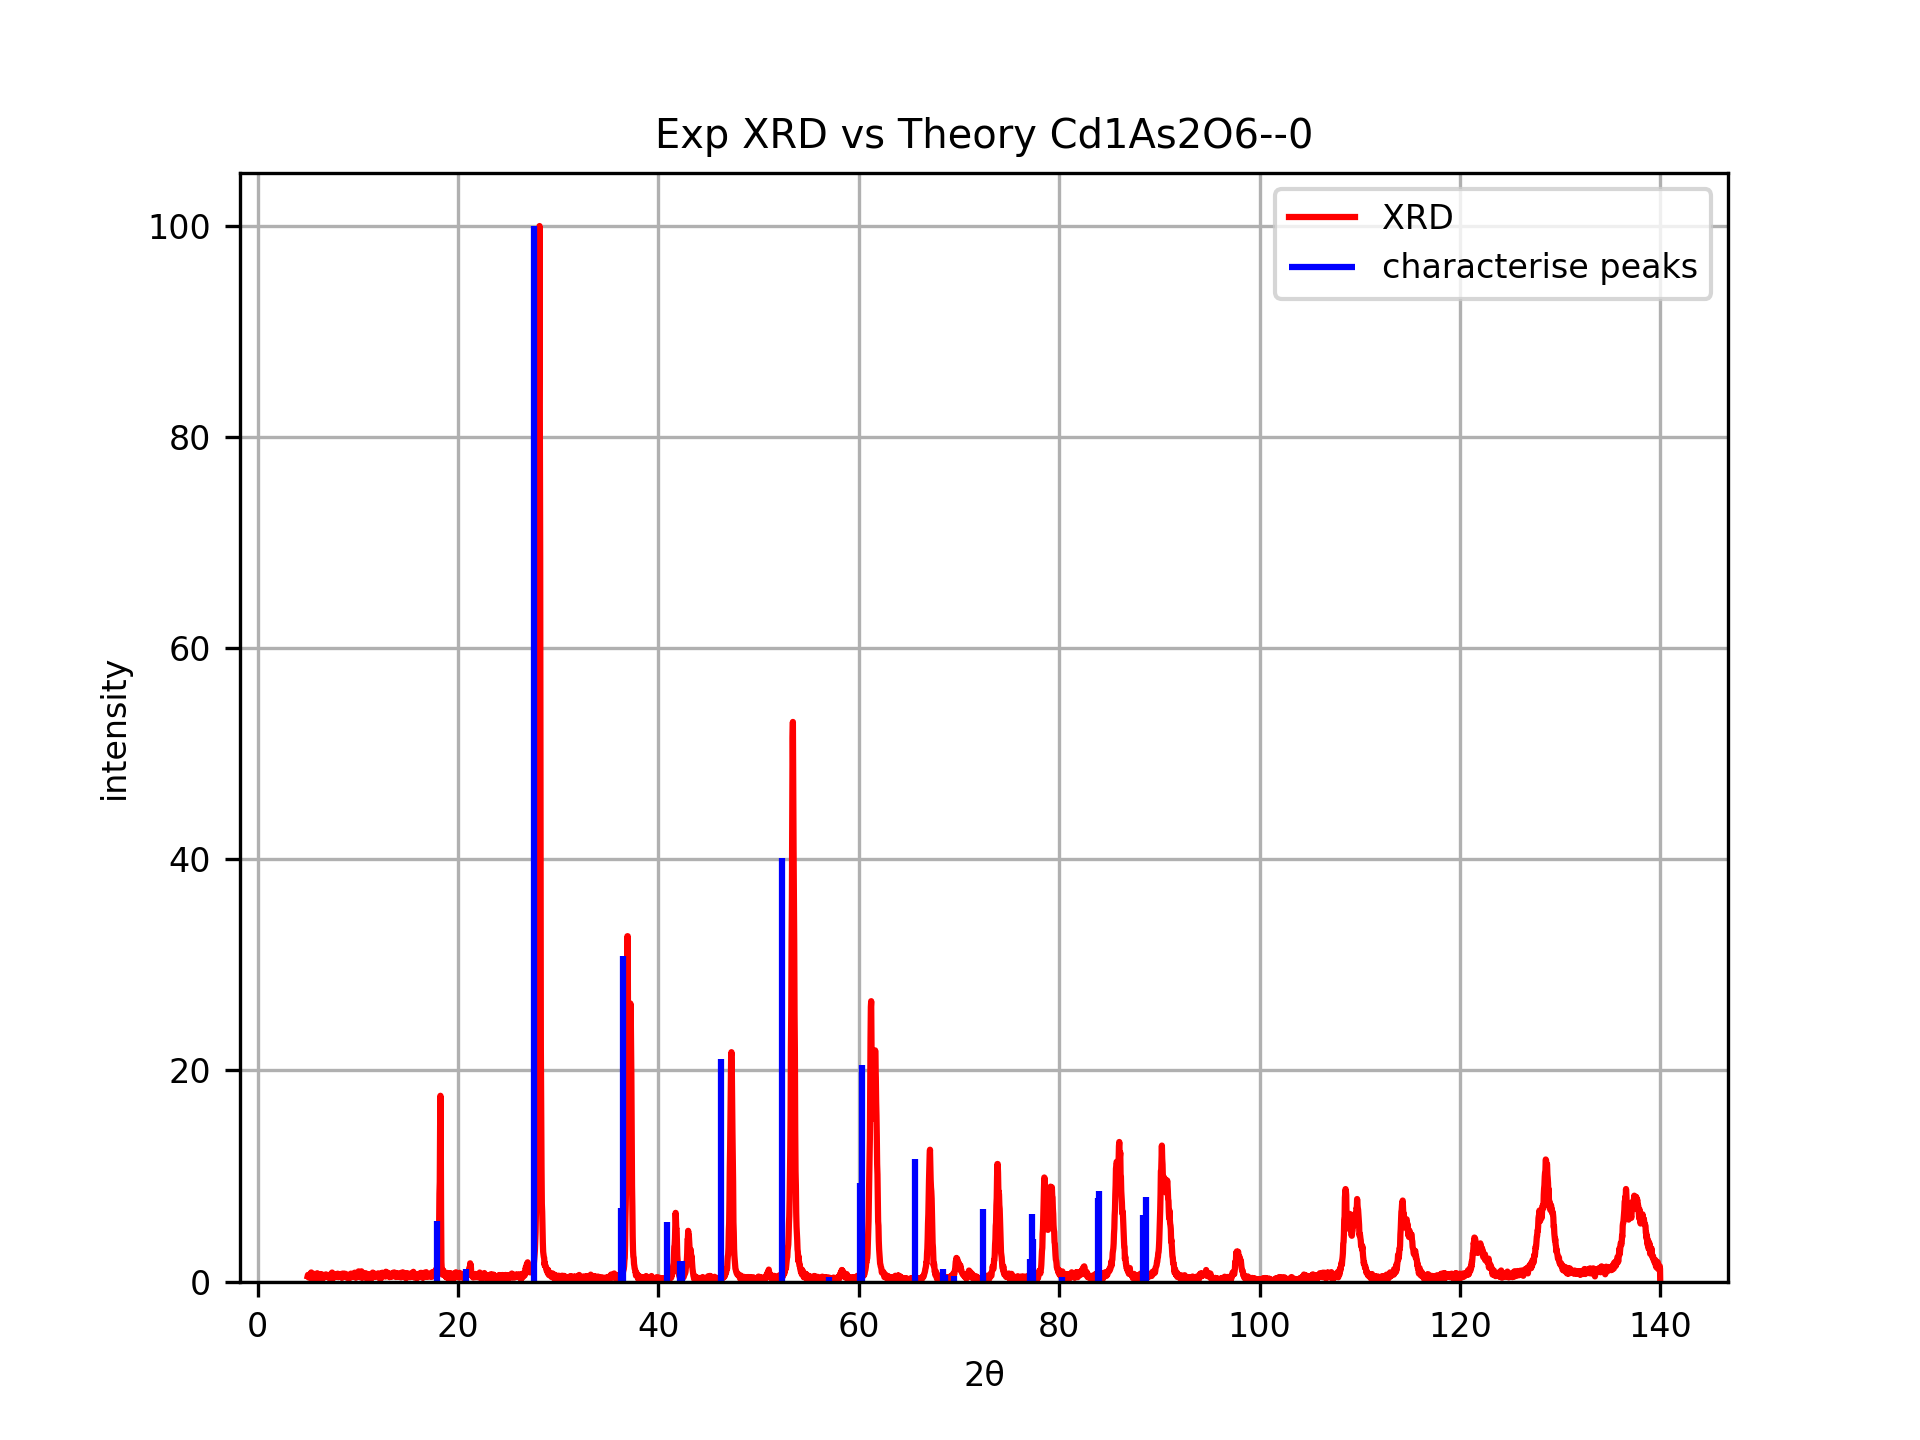 Exp XRD vs Theory Cd1As2O6--0
XRD
characterise peaks
100
80
60
40
20
0
intensity
0 20 40 60 80 100 120 140
2θ